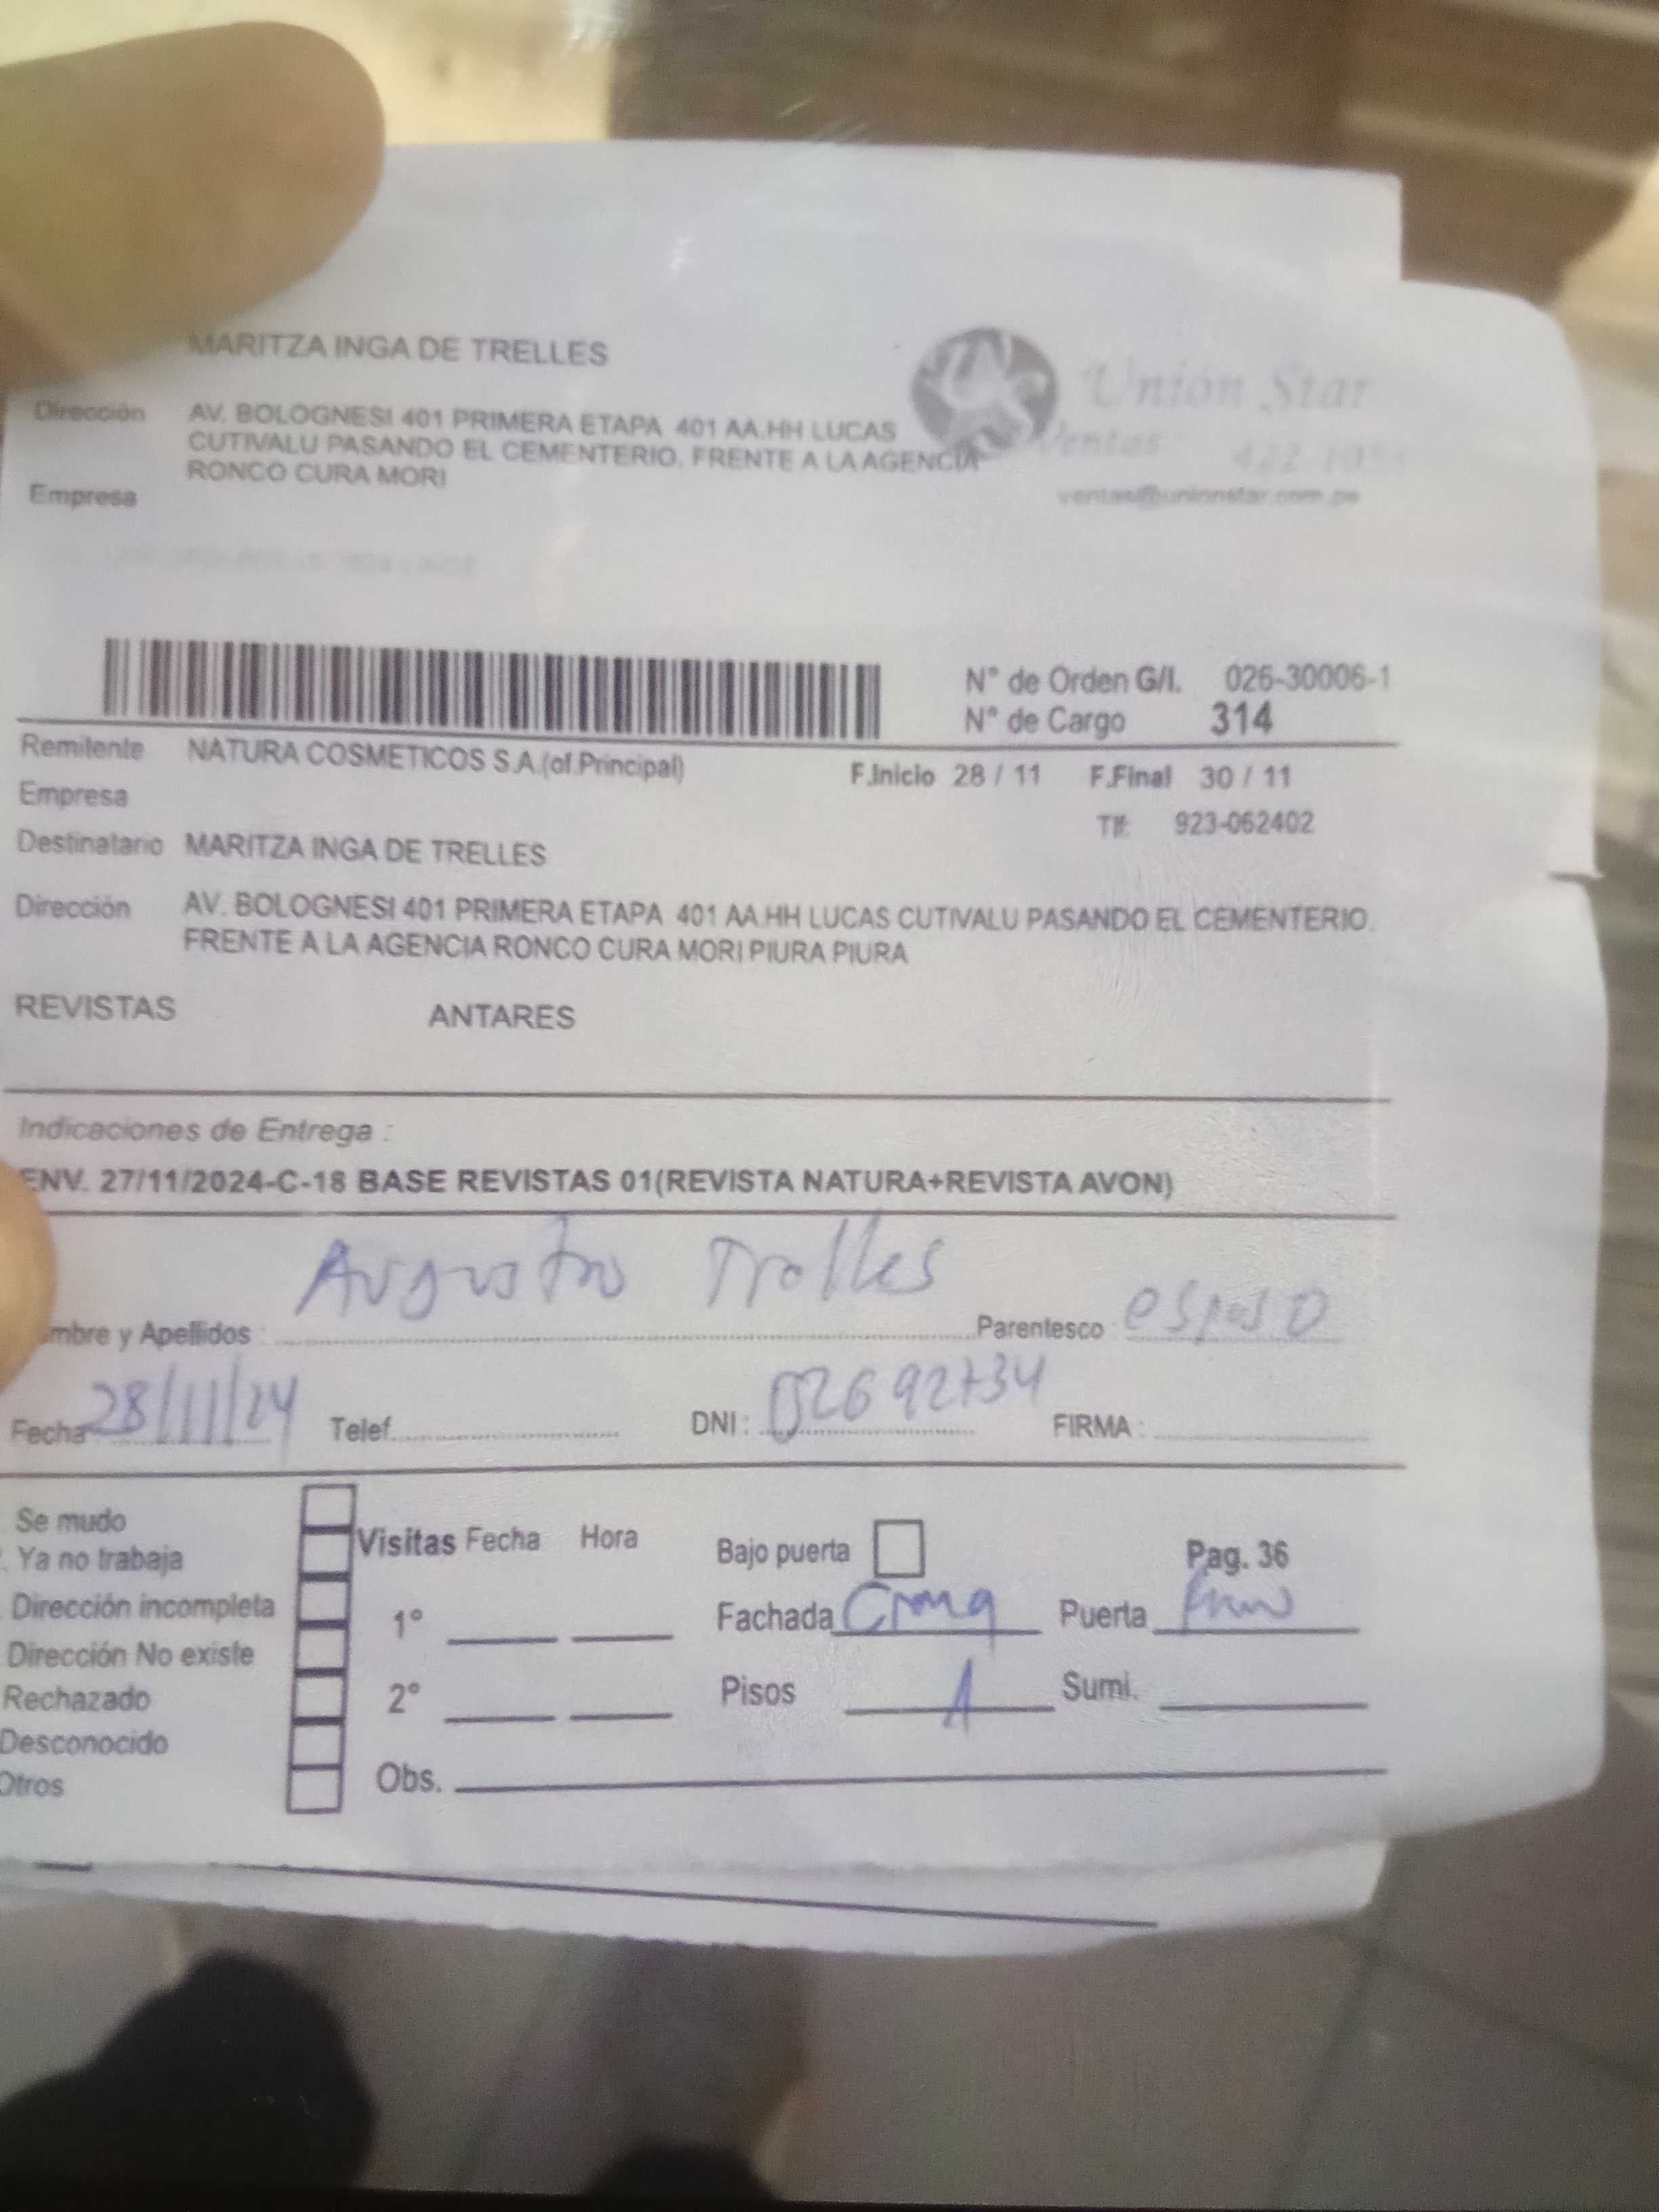 MARITZA INGA DE TRELLES
Unión Star
Dirección AV. BOLOGNESI 401 PRIMERA ETAPA 401 AA.HH LUCAS
CUTIVALU PASANDO EL CEMENTERIO. FRENTE A LA AGENCIA
RONCO CURA MORI
Ventas
ventas@unionstar.com.pe
Empresa
N° de Orden G/I. 026-30006-1
N° de Cargo 314
Remitente NATURA COSMETICOS S.A.(of.Principal)
F.Inicio 28 / 11 F.Final 30 / 11
Empresa
Tlf: 923-062402
Destinatario MARITZA INGA DE TRELLES
Dirección AV. BOLOGNESI 401 PRIMERA ETAPA 401 AA.HH LUCAS CUTIVALU PASANDO EL CEMENTERIO.
FRENTE A LA AGENCIA RONCO CURA MORI PIURA PIURA
REVISTAS ANTARES
Indicaciones de Entrega :
ENV. 27/11/2024-C-18 BASE REVISTAS 01(REVISTA NATURA+REVISTA AVON)
mbre y Apellidos : Augusto Trelles Parentesco : esposo
Fecha 28/11/24 Telef. DNI : 02692734 FIRMA :
Se mudo
Ya no trabaja
Dirección incompleta
Dirección No existe
Rechazado
Desconocido
Otros
Visitas Fecha Hora
1°
2°
Obs.
Bajo puerta Pag. 36
Fachada Puerta
Pisos 1 Sumi.